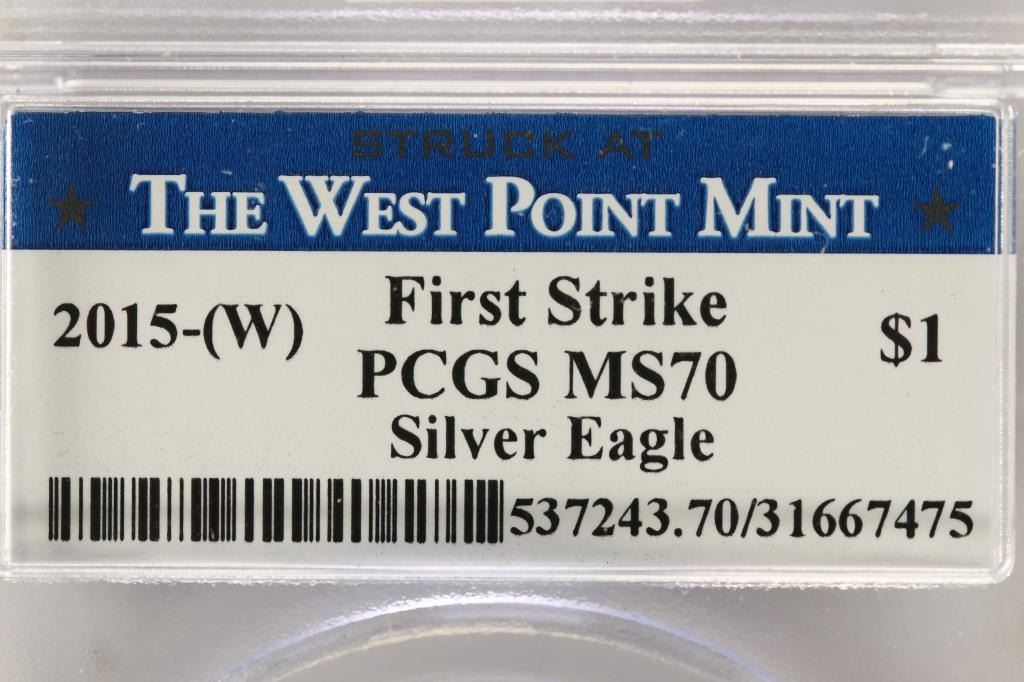 STRUCK AT
THE WEST POINT MINT
2015-(W)
First Strike
PCGS MS70
Silver Eagle
$1
537243.70/31667475